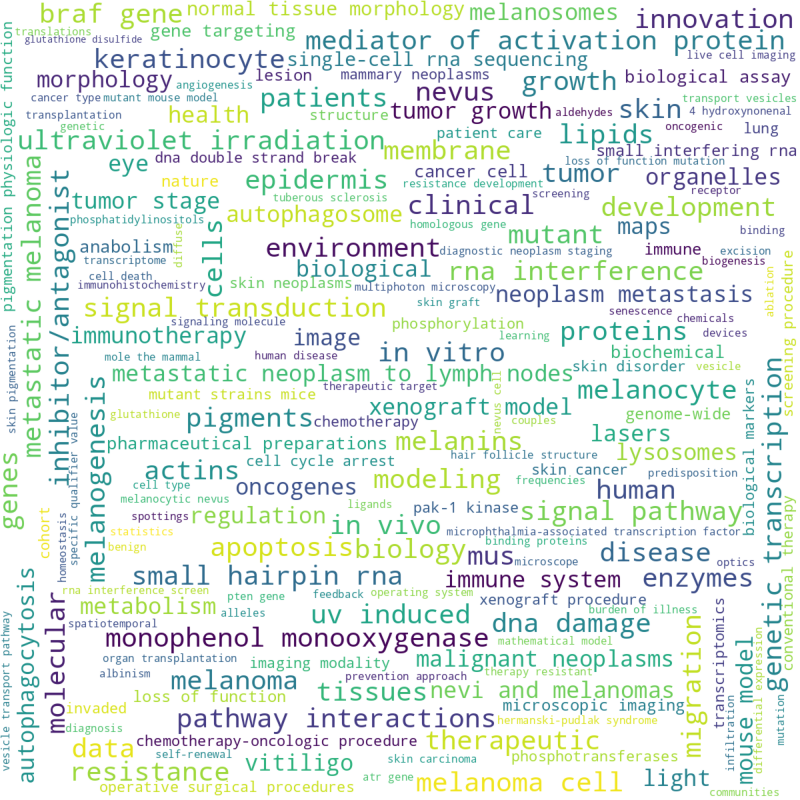 braf gene
normal tissue morphology
melanosomes
innovation
translations
gene targeting
glutathione disulfide
mediator of activation protein
keratinocyte
single-cell rna sequencing
live cell imaging
morphology
lesion
mammary neoplasms
nevus
growth
biological assay
angiogenesis
cancer type
mutant mouse model
patients
transport vesicles
transplantation
health
structure
tumor growth
aldehydes
skin
4 hydroxynonenal
genetic
ultraviolet irradiation
patient care
lipids
oncogenic
lung
dna double strand break
membrane
small interfering rna
loss of function mutation
eye
nature
epidermis
cancer cell
resistance development
tumor
organelles
receptor
screening
tumor stage
tuberous sclerosis
clinical
development
phosphatidylinositols
autophagosome
homologous gene
mutant
maps
binding
anabolism
diffuse
cells
environment
diagnostic neoplasm staging
immune
excision
transcriptome
biological
rna interference
biogenesis
cell death
immunohistochemistry
skin neoplasms
multiphoton microscopy
neoplasm metastasis
ablation
signal transduction
skin graft
senescence
chemicals
signaling molecule
phosphorylation
proteins
devices
immunotherapy
image
learning
mole the mammal
human disease
in vitro
biochemical
metastatic neoplasm to lymph nodes
skin disorder
vesicle
therapeutic target
melanocyte
mutant strains mice
nevus cell
couples
xenograft model
glutathione
pigments
chemotherapy
genome-wide
lasers
pharmaceutical preparations
melanins
hair follicle structure
lysosomes
actins
cell cycle arrest
skin cancer
predisposition
cell type
oncogenes
modeling
frequencies
human
melanocytic nevus
ligands
spottings
regulation
in vivo
pak-1 kinase
signal pathway
statistics
microphthalmia-associated transcription factor
benign
apoptosis
biology
mus
binding proteins
microscope
disease
optics
small hairpin rna
immune system
enzymes
rna interference screen
pten gene
feedback
operating system
xenograft procedure
metabolism
alleles
uv induced
burden of illness
spatiotemporal
dna damage
monophenol monooxygenase
mathematical model
organ transplantation
imaging modality
malignant neoplasms
albinism
melanoma
prevention approach
therapy resistant
invaded
loss of function
tissues
nevi and melanomas
microscopic imaging
pathway interactions
hermanski-pudlak syndrome
diagnosis
data
chemotherapy-oncologic procedure
therapeutic
self-renewal
vitiligo
skin carcinoma
phosphotransferases
resistance
atr gene
light
operative surgical procedures
melanoma cell
communities
pigmentation physiologic function
metastatic melanoma
inhibitor/antagonist
skin pigmentation
genes
melanogenesis
specific qualifier value
homeostasis
cohort
autophagocytosis
molecular
vesicle transport pathway
migration
transcriptomics
infiltration
mouse model
differential expression
mutation
genetic transcription
conventional therapy
biological markers
screening procedure